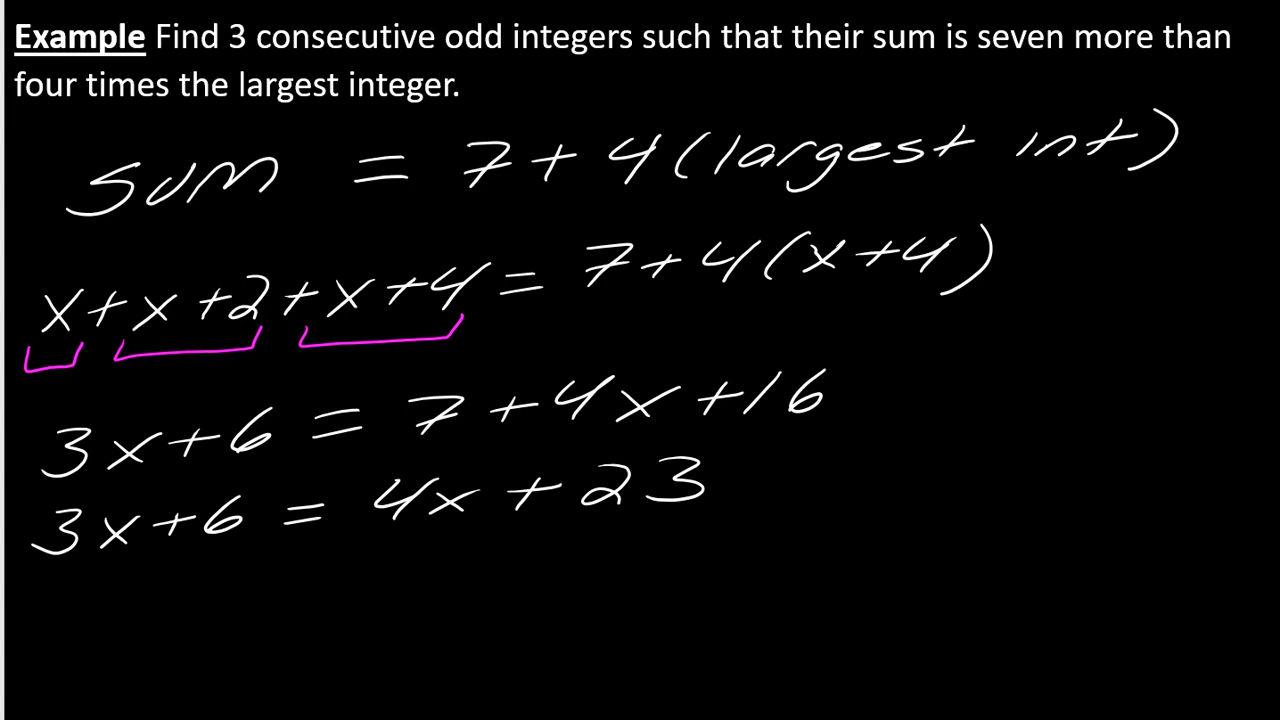 Example Find 3 consecutive odd integers such that their sum is seven more than
four times the largest integer.
sum = 7 + 4 (largest int)
x + x + 2 + x + 4 = 7 + 4 (x + 4)
3x + 6 = 7 + 4x + 16
3x + 6 = 4x + 23